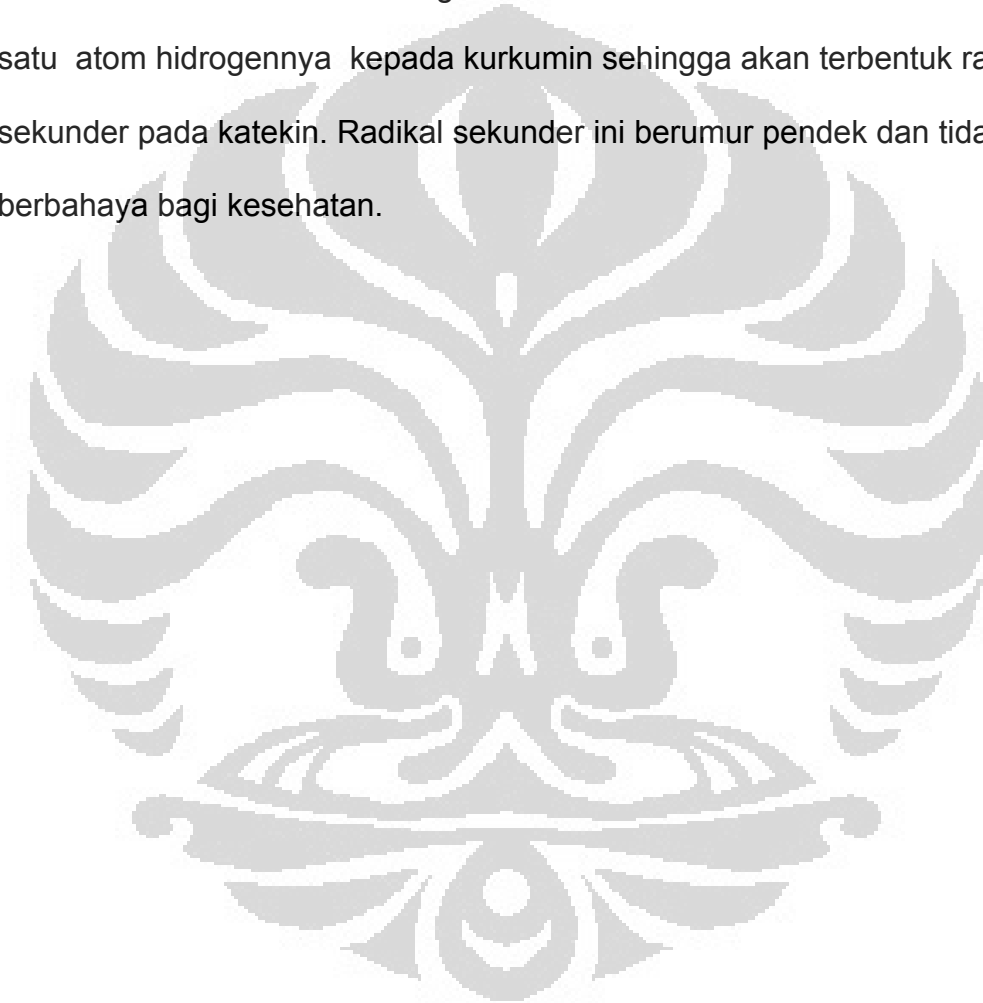 satu atom hidrogennya kepada kurkumin sehingga akan terbentuk
sekunder pada katekin. Radikal sekunder ini berumur pendek dan
berbahaya bagi kesehatan.